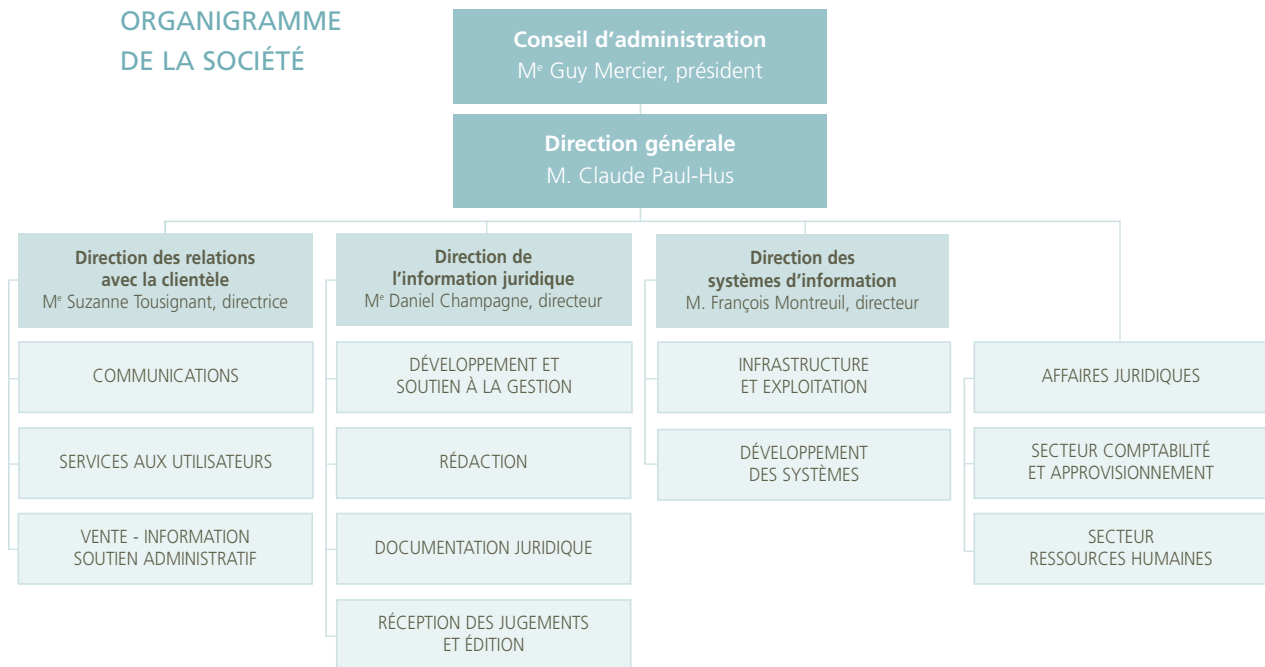 ORGANIGRAMME
DE LA SOCIÉTÉ
Conseil d'administration
Me Guy Mercier, président
Direction générale
M. Claude Paul-Hus
Direction des relations
avec la clientèle
Me Suzanne Tousignant, directrice
COMMUNICATIONS
SERVICES AUX UTILISATEURS
VENTE - INFORMATION
SOUTIEN ADMINISTRATIF
Direction de
l'information juridique
Me Daniel Champagne, directeur
DÉVELOPPEMENT ET
SOUTIEN À LA GESTION
RÉDACTION
DOCUMENTATION JURIDIQUE
RÉCEPTION DES JUGEMENTS
ET ÉDITION
Direction des
systèmes d'information
M. François Montreuil, directeur
INFRASTRUCTURE
ET EXPLOITATION
DÉVELOPPEMENT
DES SYSTÈMES
AFFAIRES JURIDIQUES
SECTEUR COMPTABILITÉ
ET APPROVISIONNEMENT
SECTEUR
RESSOURCES HUMAINES